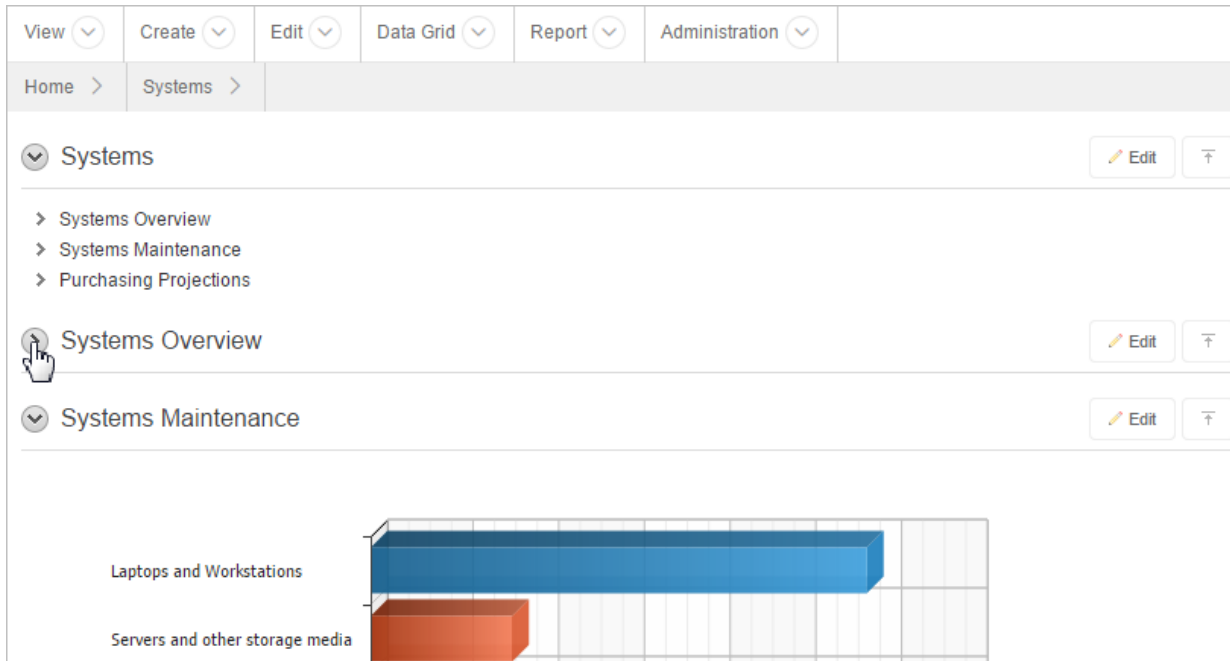 View Create Edit Data Grid Report Administration
Home Systems
Systems Edit
Systems Overview
Systems Maintenance
Purchasing Projections
Systems Overview Edit
Systems Maintenance Edit
Laptops and Workstations
Servers and other storage media